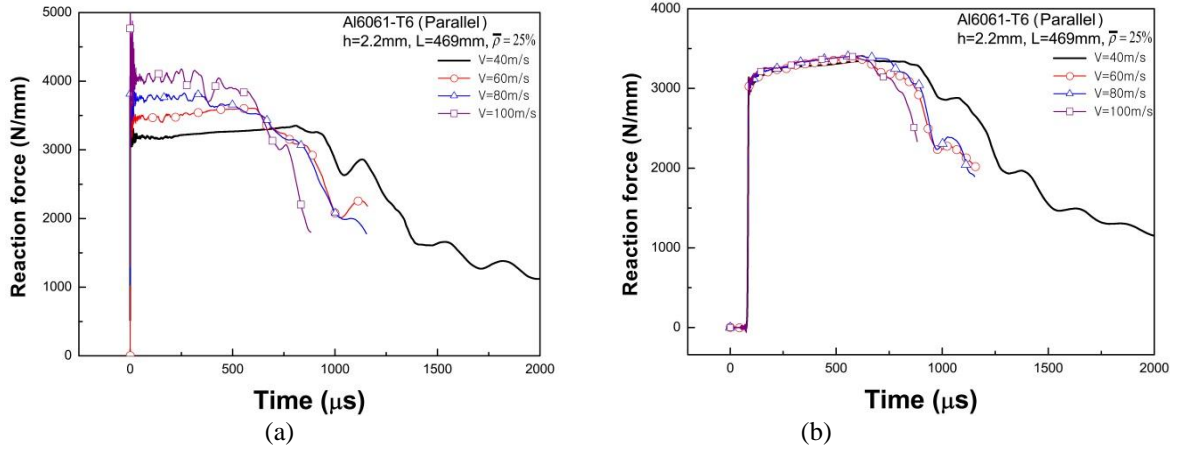 Al6061-T6 (Parallel)
h=2.2mm, L=469mm, ρ̄ = 25%
V=40m/s
V=60m/s
V=80m/s
V=100m/s
5000
4000
3000
2000
1000
0
Reaction force (N/mm)
0
500
1000
1500
2000
Time (μs)
(a)
Al6061-T6 (Parallel)
h=2.2mm, L=469mm, ρ̄ = 25%
V=40m/s
V=60m/s
V=80m/s
V=100m/s
4000
3000
2000
3000
0
Reaction force (N/mm)
0
500
1000
1500
2000
Time (μs)
(b)